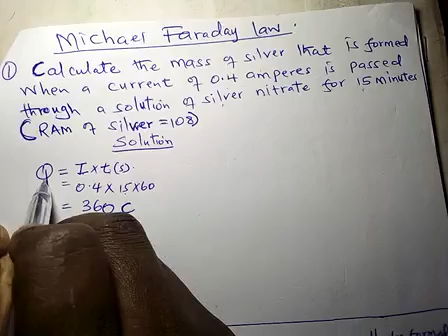 Michael Faraday law.
① Calculate the mass of silver that is formed
when a current of 0.4 amperes is passed
through a solution of silver nitrate for 15 minutes
(RAM of silver = 108)
Solution
= I x t (s).
= 0.4 x 15 x 60
= 360 C